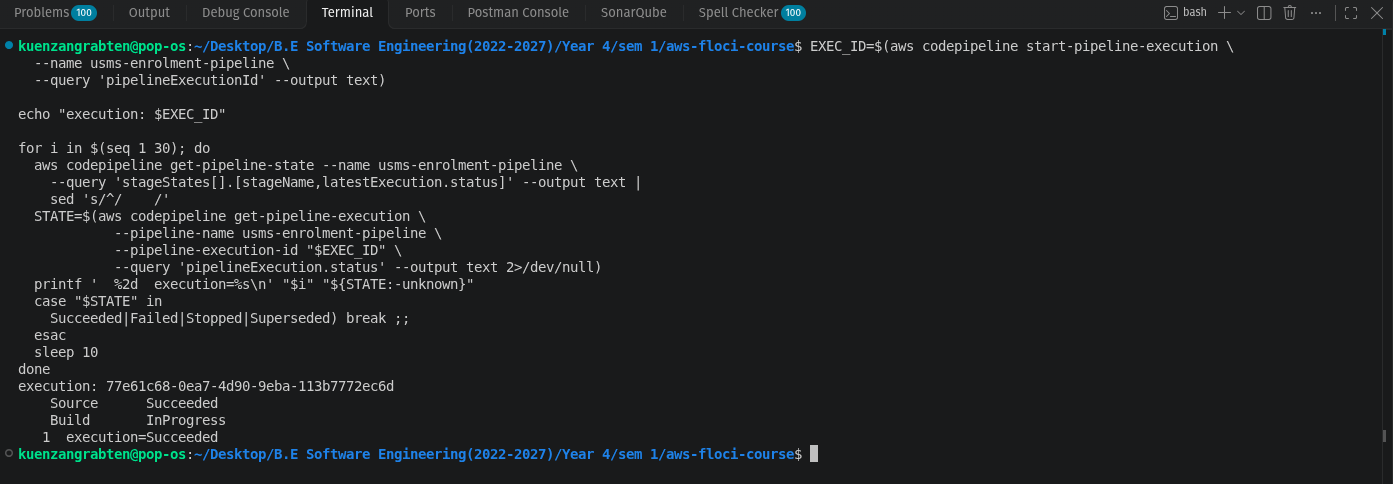 Problems 100 Output Debug Console Terminal Ports Postman Console SonarQube Spell Checker 100 bash
kuenzangrabten@pop-os:~/Desktop/B.E Software Engineering(2022-2027)/Year 4/sem 1/aws-floci-course$ EXEC_ID=$(aws codepipeline start-pipeline-execution \
  --name usms-enrolment-pipeline \
  --query 'pipelineExecutionId' --output text)

echo "execution: $EXEC_ID"

for i in $(seq 1 30); do
  aws codepipeline get-pipeline-state --name usms-enrolment-pipeline \
    --query 'stageStates[].[stageName,latestExecution.status]' --output text |
    sed 's/^/    /'
  STATE=$(aws codepipeline get-pipeline-execution \
            --pipeline-name usms-enrolment-pipeline \
            --pipeline-execution-id "$EXEC_ID" \
            --query 'pipelineExecution.status' --output text 2>/dev/null)
  printf '  %2d  execution=%s\n' "$i" "${STATE:-unknown}"
  case "$STATE" in
    Succeeded|Failed|Stopped|Superseded) break ;;
  esac
  sleep 10
done
execution: 77e61c68-0ea7-4d90-9eba-113b7772ec6d
    Source      Succeeded
    Build       InProgress
   1  execution=Succeeded
kuenzangrabten@pop-os:~/Desktop/B.E Software Engineering(2022-2027)/Year 4/sem 1/aws-floci-course$